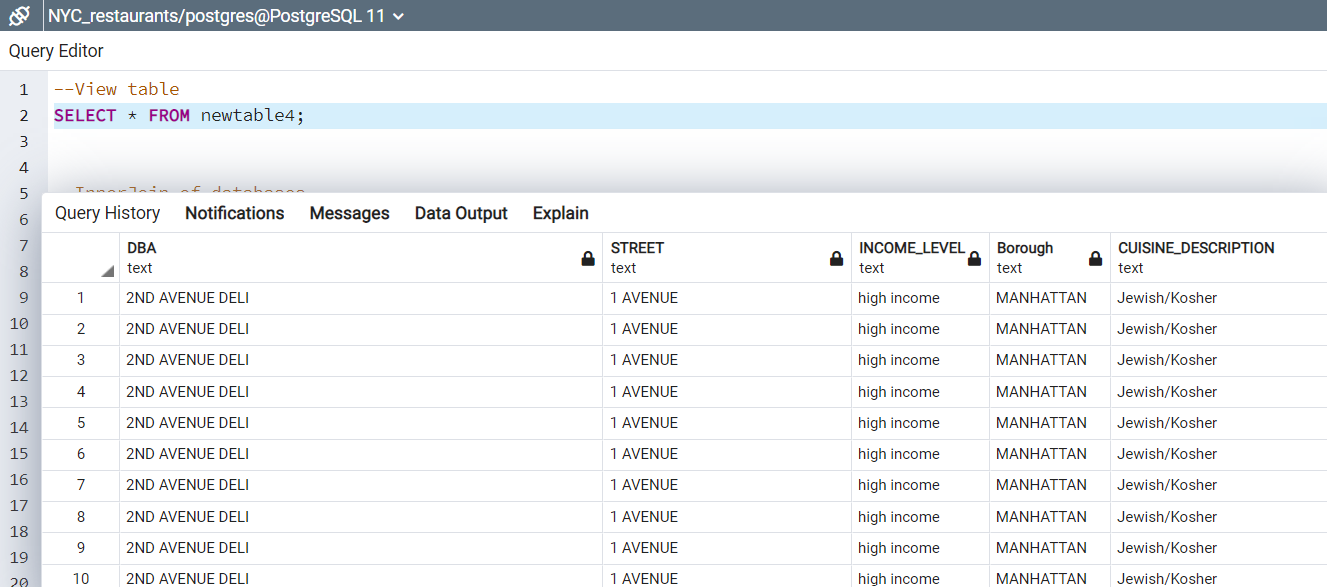 NYC_restaurants/postgres@PostgreSQL 11
Query Editor
1 --View table
2 SELECT * FROM newtable4;
3
4
5 --InnerJoin of databases
6
7
8
9
10
11
12
13
14
15
16
17
18
19
20
Query History Notifications Messages Data Output Explain
DBA STREET INCOME_LEVEL Borough CUISINE_DESCRIPTION
text text text text text
1 2ND AVENUE DELI 1 AVENUE high income MANHATTAN Jewish/Kosher
2 2ND AVENUE DELI 1 AVENUE high income MANHATTAN Jewish/Kosher
3 2ND AVENUE DELI 1 AVENUE high income MANHATTAN Jewish/Kosher
4 2ND AVENUE DELI 1 AVENUE high income MANHATTAN Jewish/Kosher
5 2ND AVENUE DELI 1 AVENUE high income MANHATTAN Jewish/Kosher
6 2ND AVENUE DELI 1 AVENUE high income MANHATTAN Jewish/Kosher
7 2ND AVENUE DELI 1 AVENUE high income MANHATTAN Jewish/Kosher
8 2ND AVENUE DELI 1 AVENUE high income MANHATTAN Jewish/Kosher
9 2ND AVENUE DELI 1 AVENUE high income MANHATTAN Jewish/Kosher
10 2ND AVENUE DELI 1 AVENUE high income MANHATTAN Jewish/Kosher